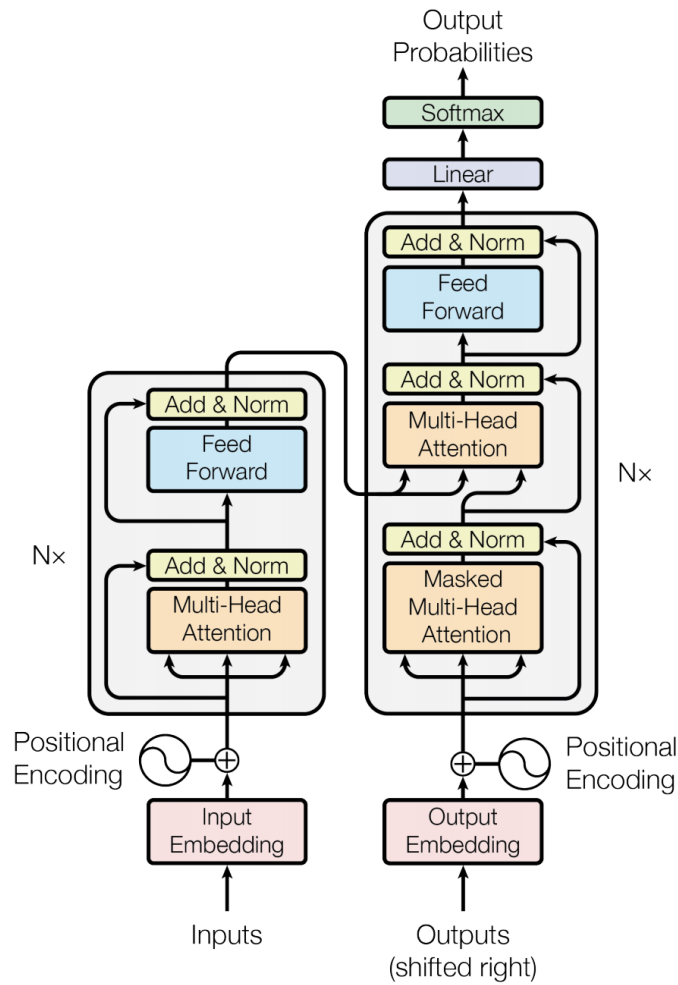 Output
Probabilities
Softmax
Linear
Add & Norm
Feed
Forward
Add & Norm
Multi-Head
Attention
Nx
Add & Norm
Masked
Multi-Head
Attention
Add & Norm
Feed
Forward
Nx
Add & Norm
Multi-Head
Attention
Positional
Encoding
Positional
Encoding
Input
Embedding
Output
Embedding
Inputs
Outputs
(shifted right)